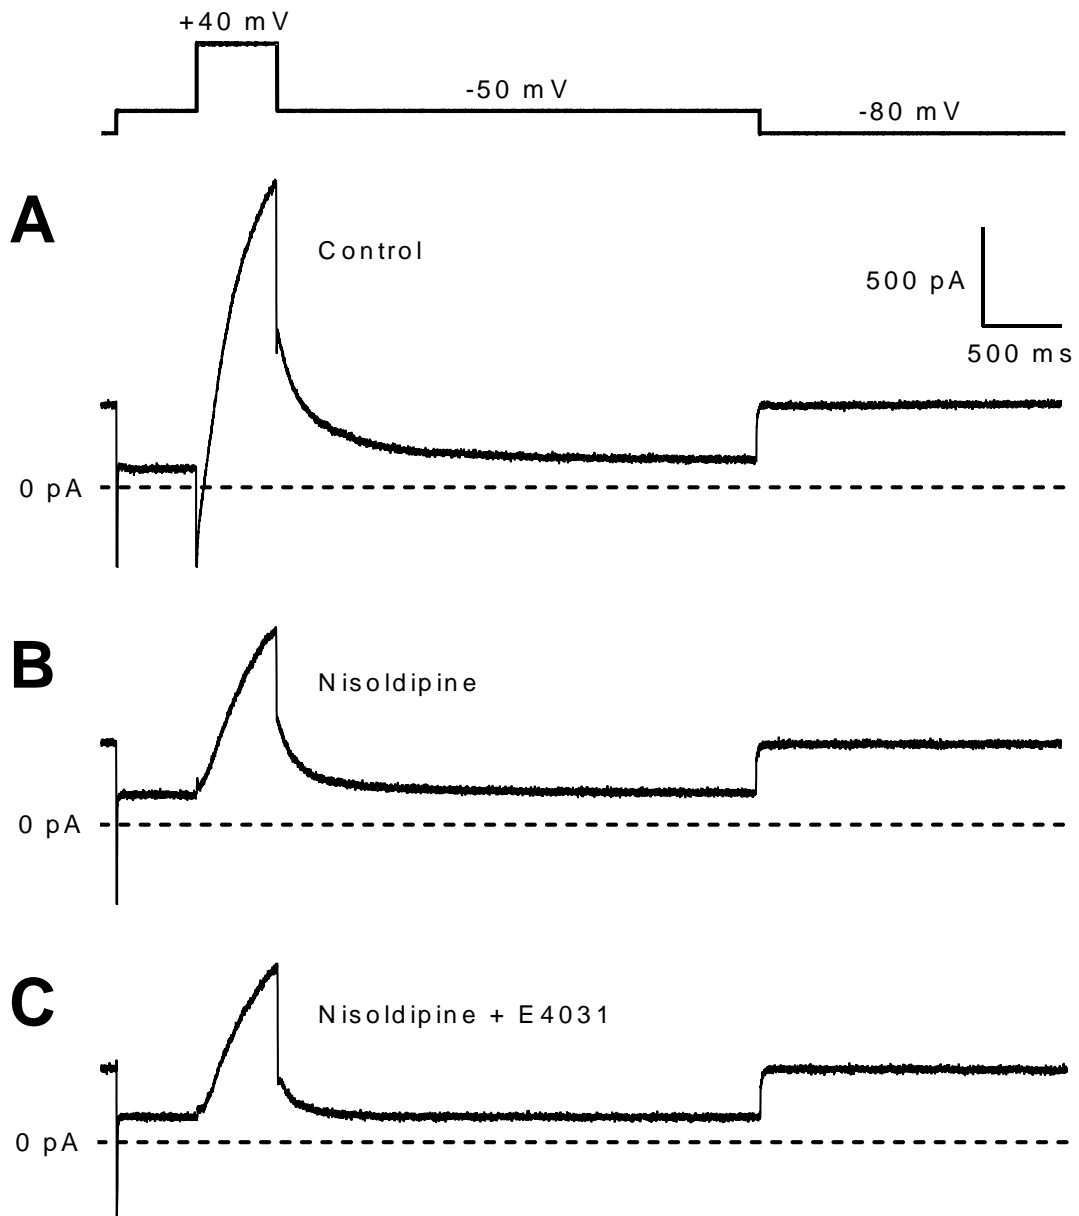 +40 mV
-50 mV
-80 mV
A
Control
500 pA
500 ms
0 pA
B
Nisoldipine
0 pA
C
Nisoldipine + E4031
0 pA